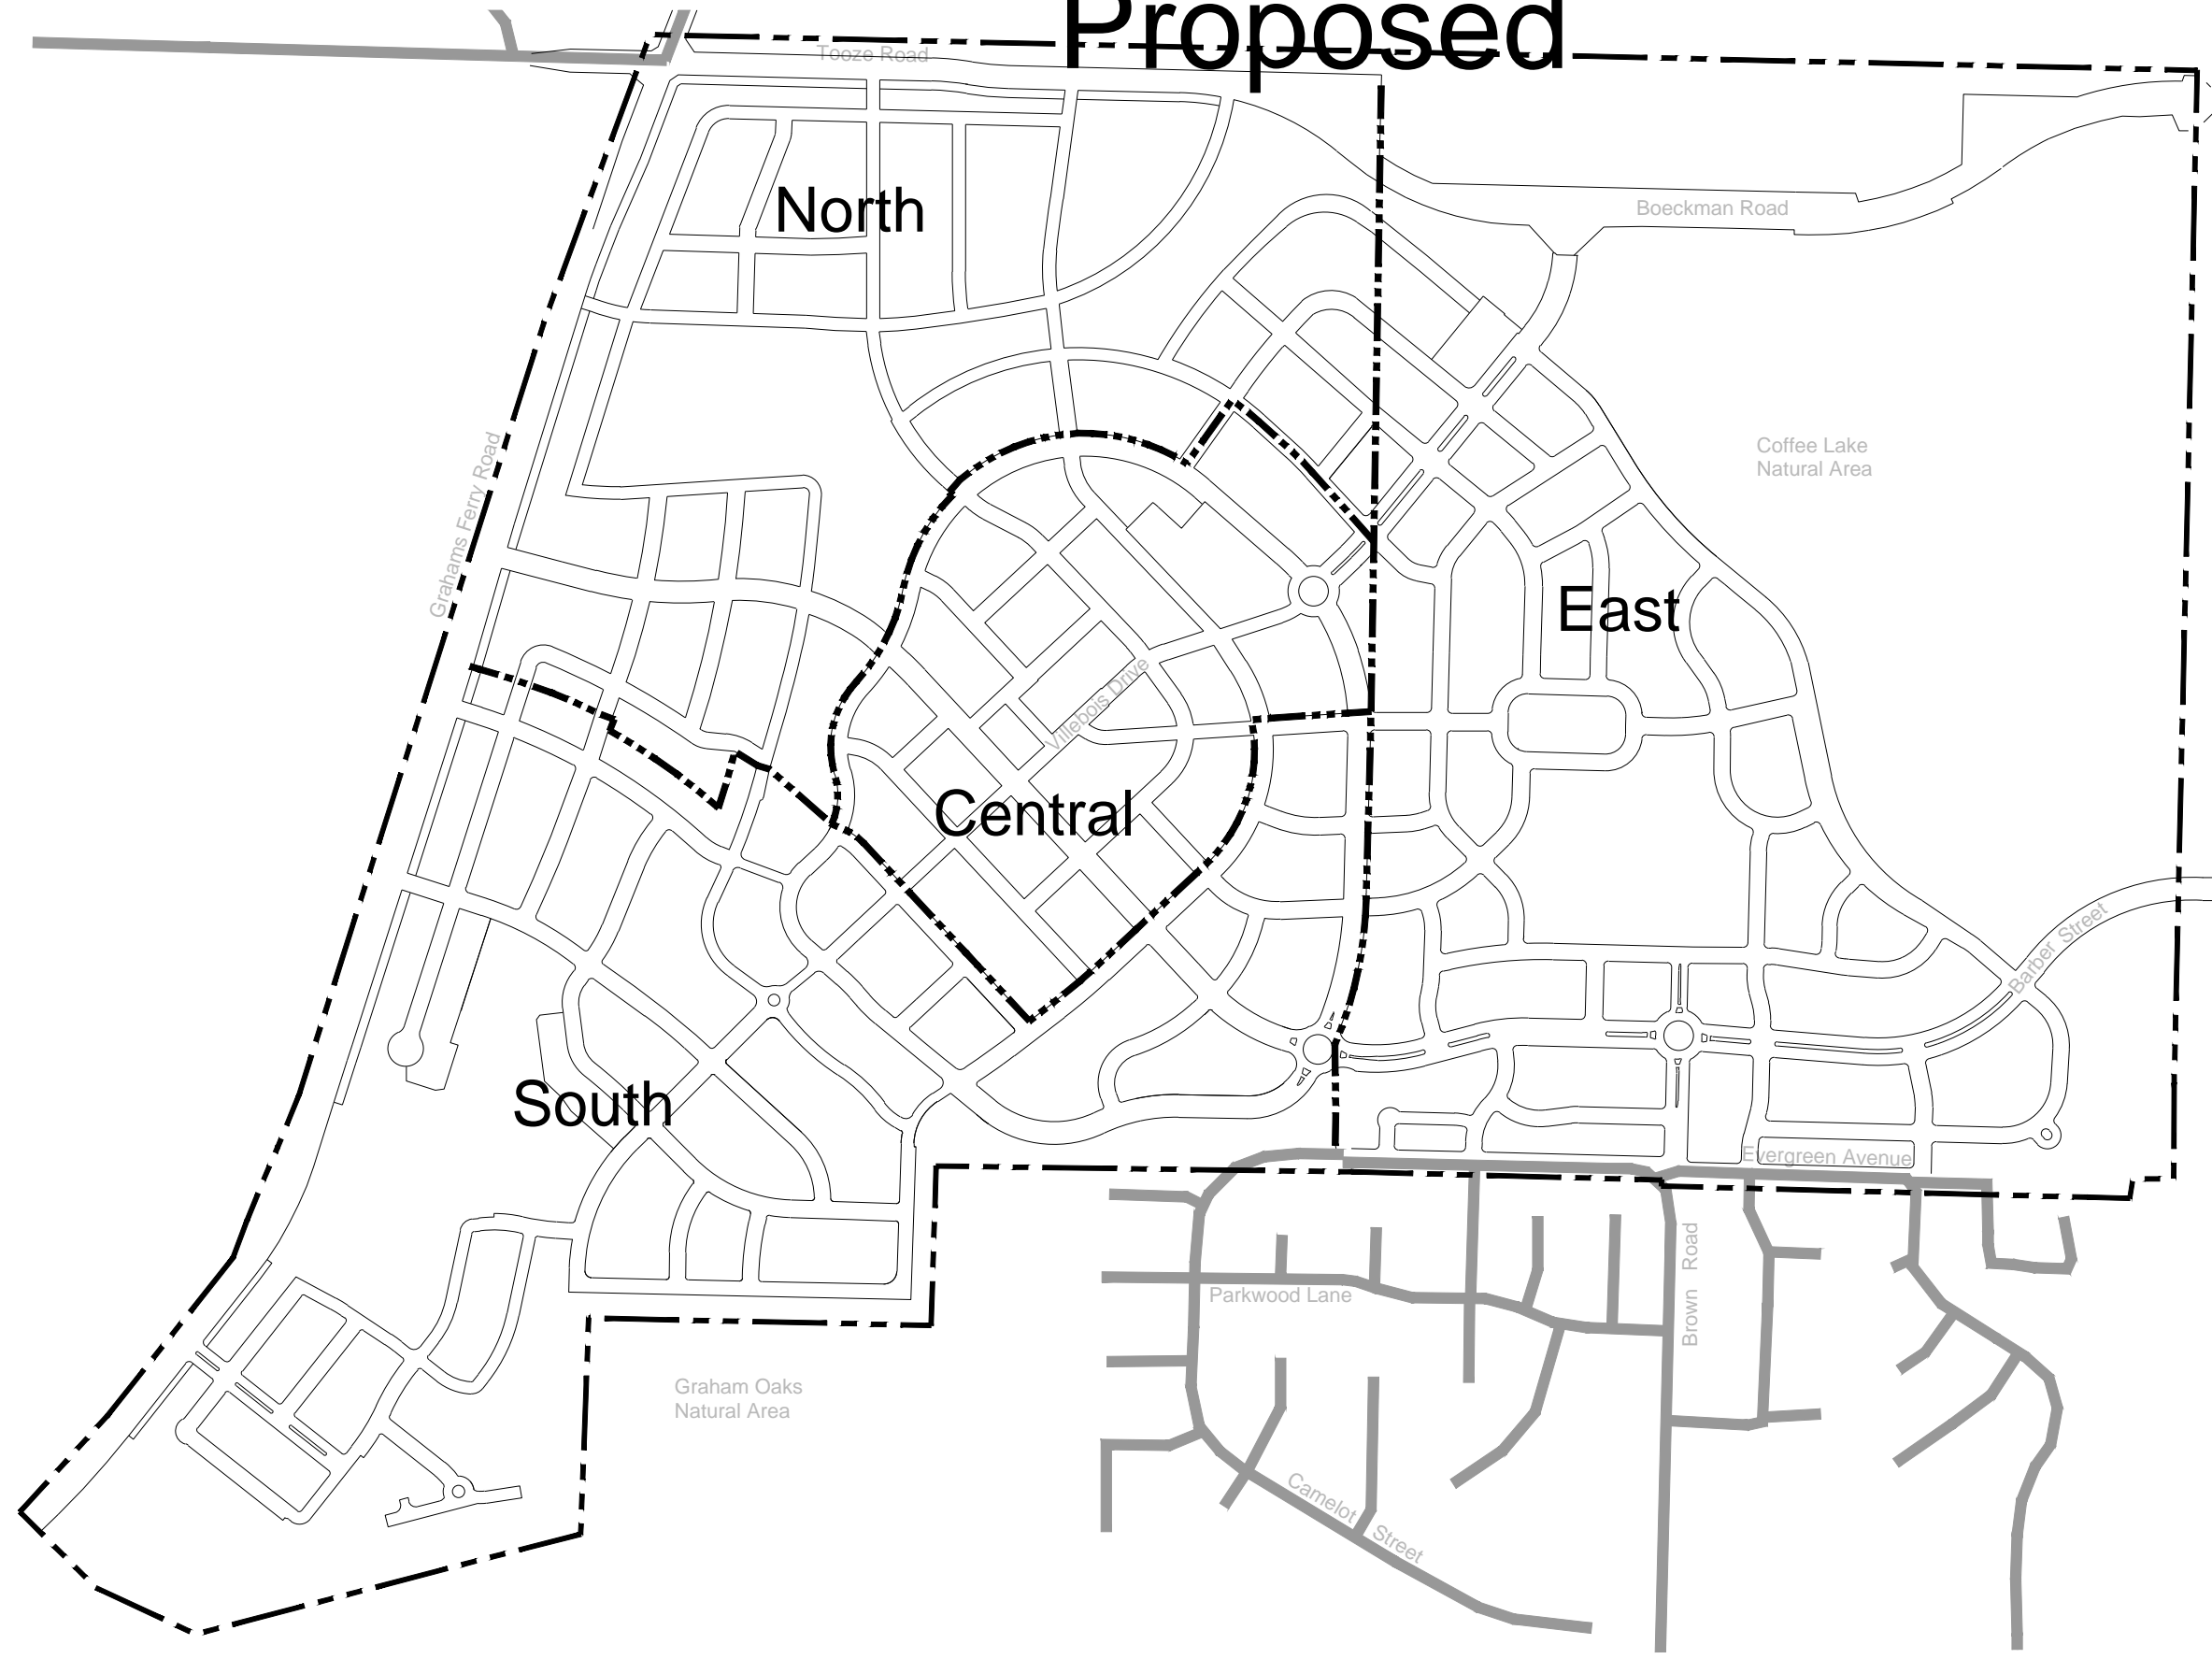 Proposed
Tooze Road
North
Boeckman Road
Coffee Lake
Natural Area
Grahams Ferry Road
East
Villebois Drive
Central
Barber Street
South
Evergreen Avenue
Brown Road
Parkwood Lane
Graham Oaks
Natural Area
Camelot Street